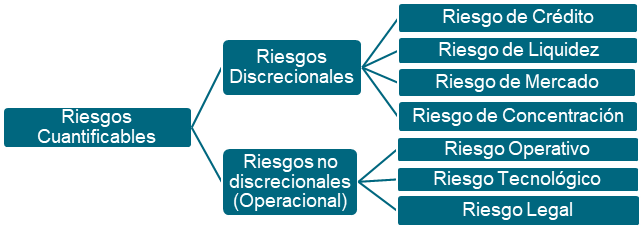 Riesgos
Cuantificables
Riesgos
Discrecionales
Riesgo de Crédito
Riesgo de Liquidez
Riesgo de Mercado
Riesgo de Concentración
Riesgos no
discrecionales
(Operacional)
Riesgo Operativo
Riesgo Tecnológico
Riesgo Legal